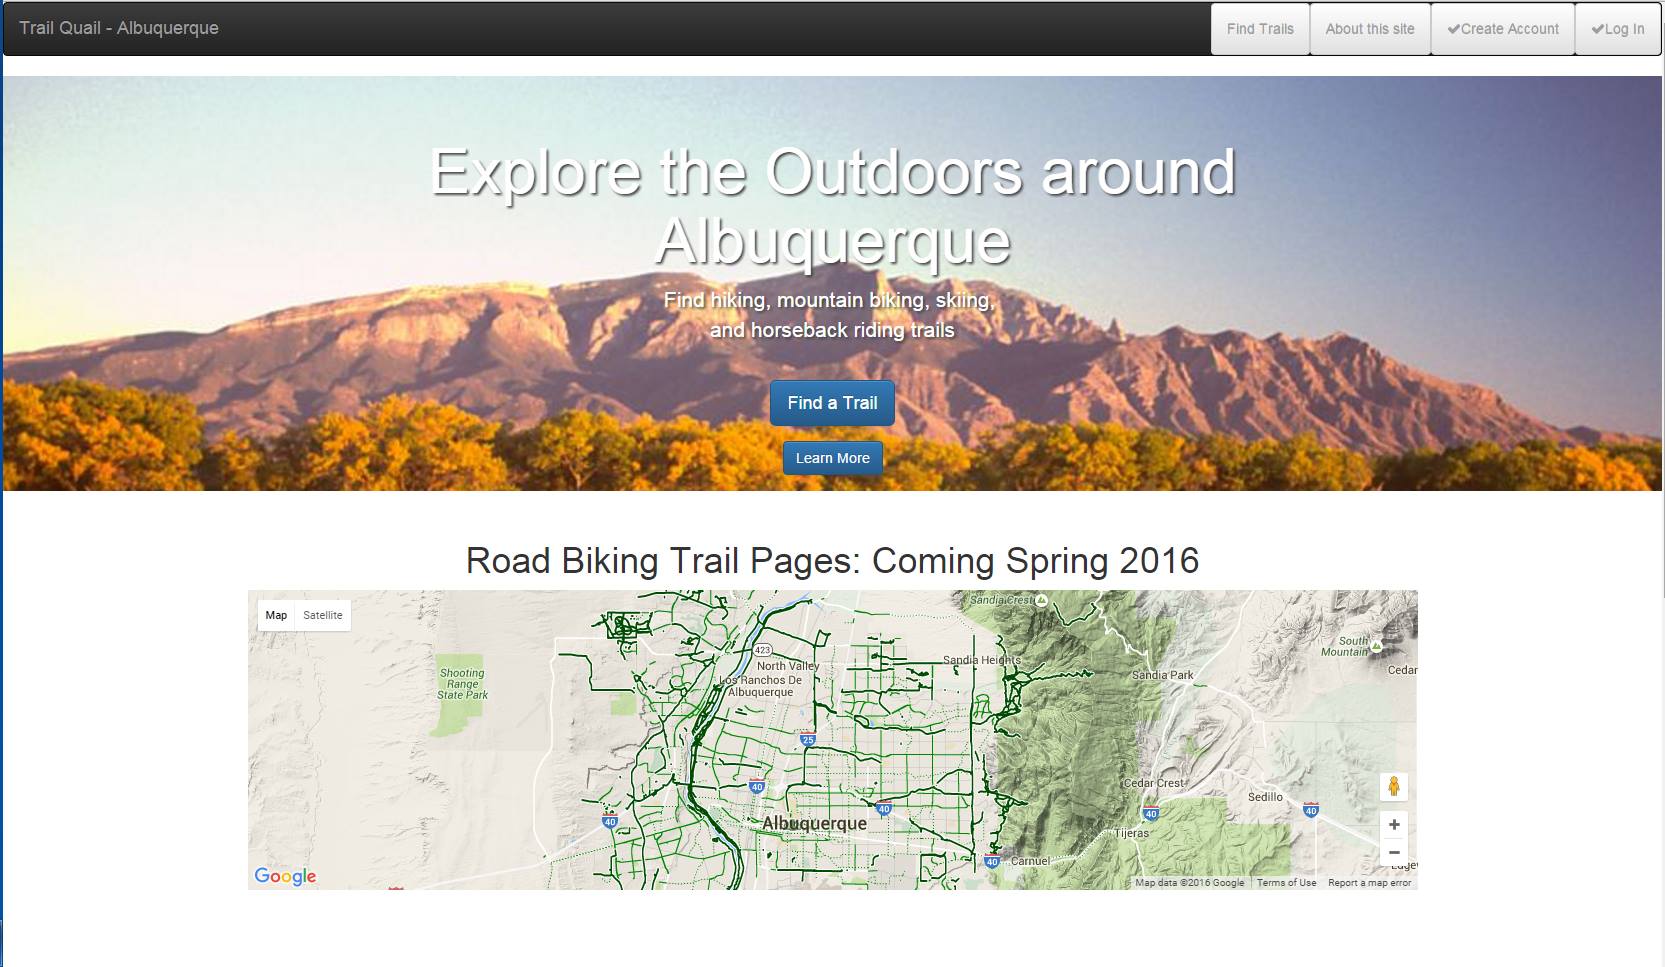 Trail Quail - Albuquerque
Find Trails
About this site
Create Account
Log In
Explore the Outdoors around
Albuquerque
Find hiking, mountain biking, skiing,
and horseback riding trails
Find a Trail
Learn More
Road Biking Trail Pages: Coming Spring 2016
Map Satellite
Sandia Crest
423
North Valley
Los Ranchos De
Albuquerque
Sandia Heights
South
Mountain
Cedar
Shooting
Range
State Park
Sandia Park
25
40
Cedar Crest
Sedillo
40
40
40
40
Albuquerque
Tijeras
40
Carnuel
+
−
Edgew
Google
Map data ©2016 Google
Terms of Use
Report a map error